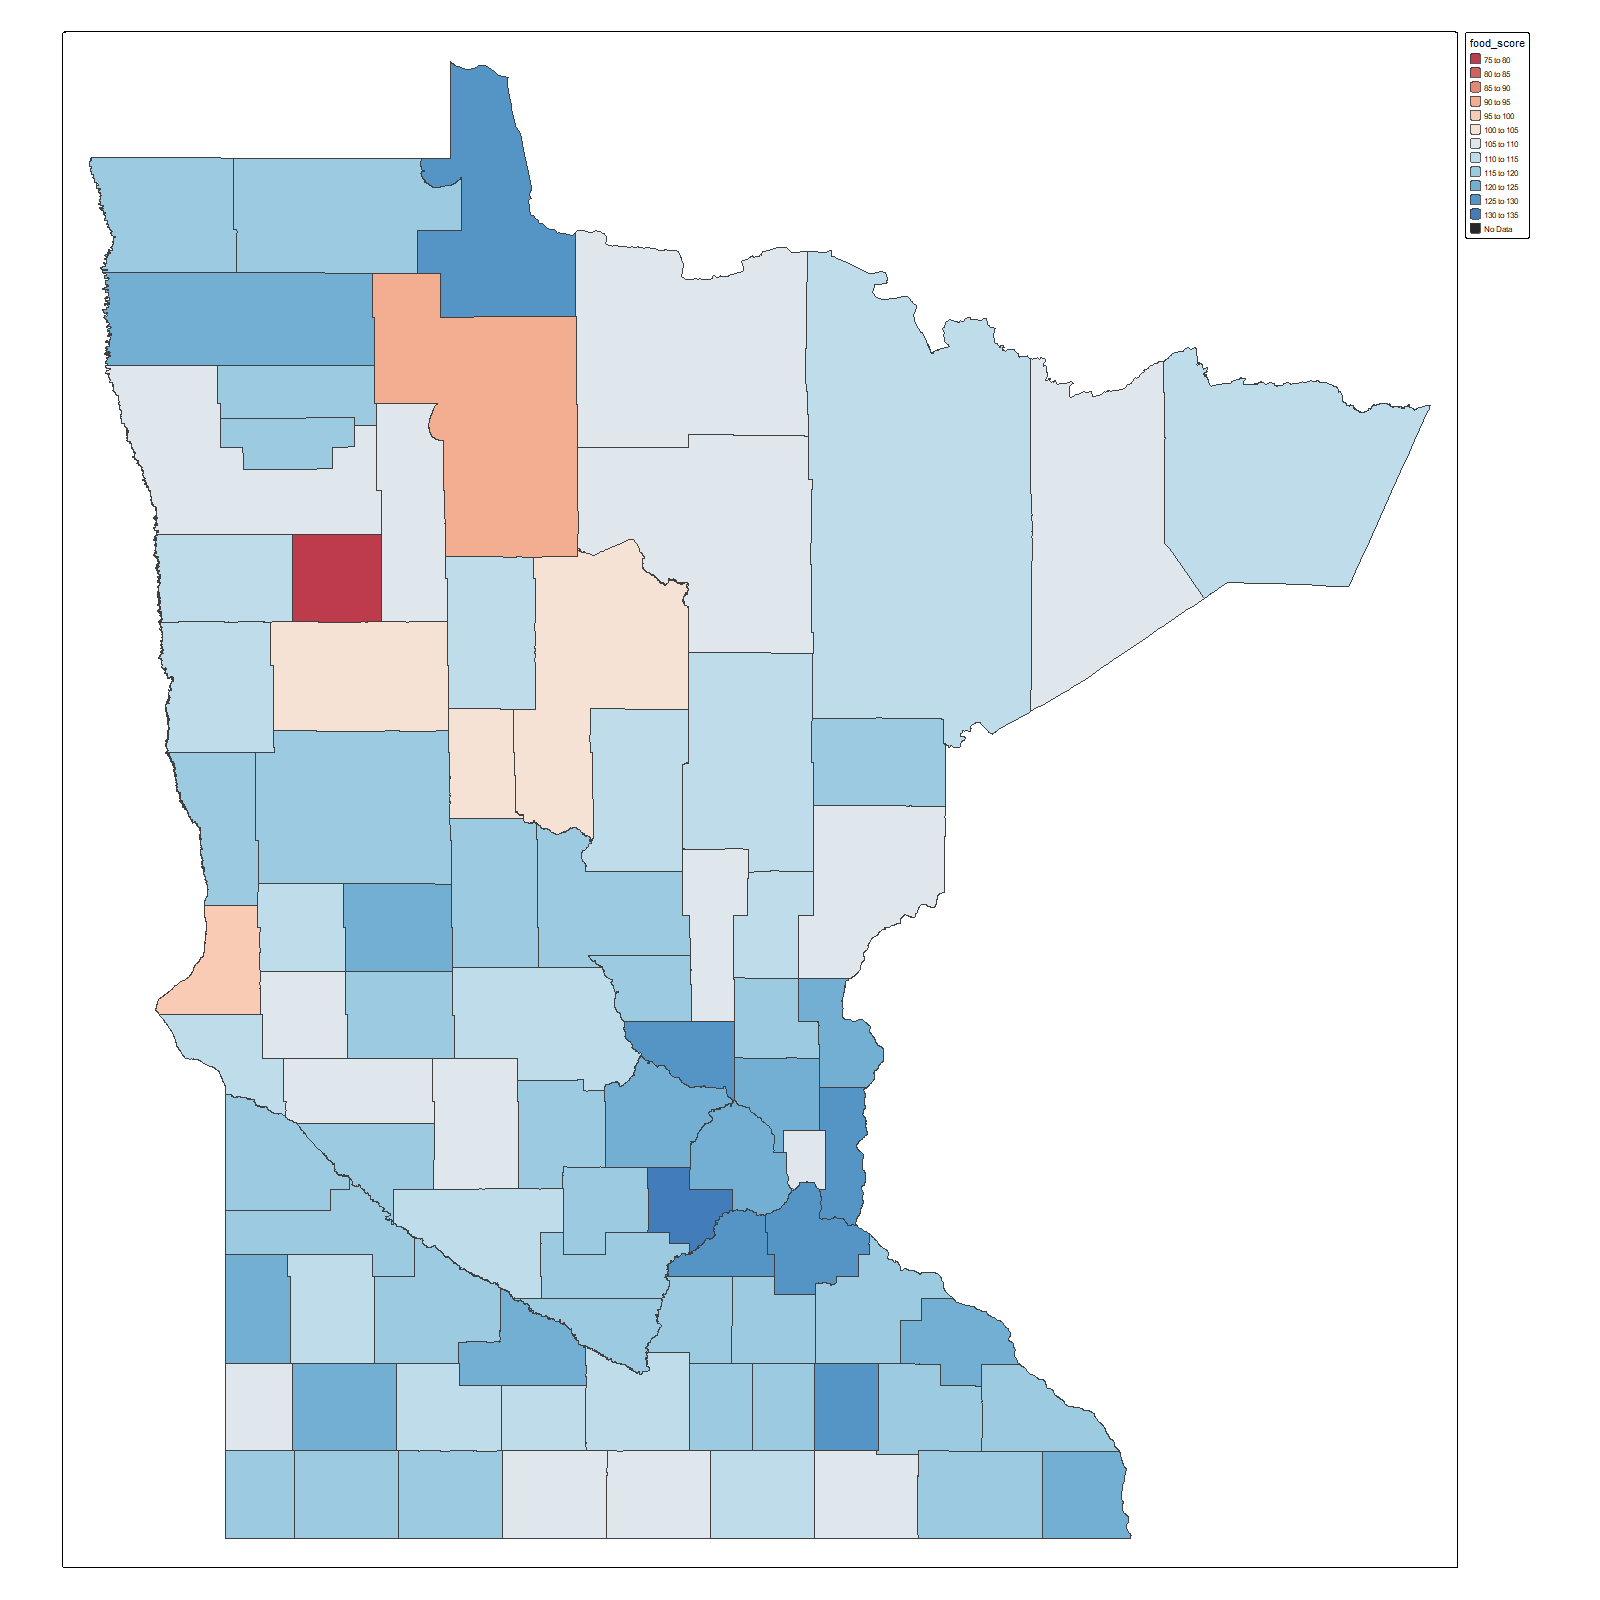 food_score
75 to 80
80 to 85
85 to 90
90 to 95
95 to 100
100 to 105
105 to 110
110 to 115
115 to 120
120 to 125
125 to 130
130 to 135
No Data